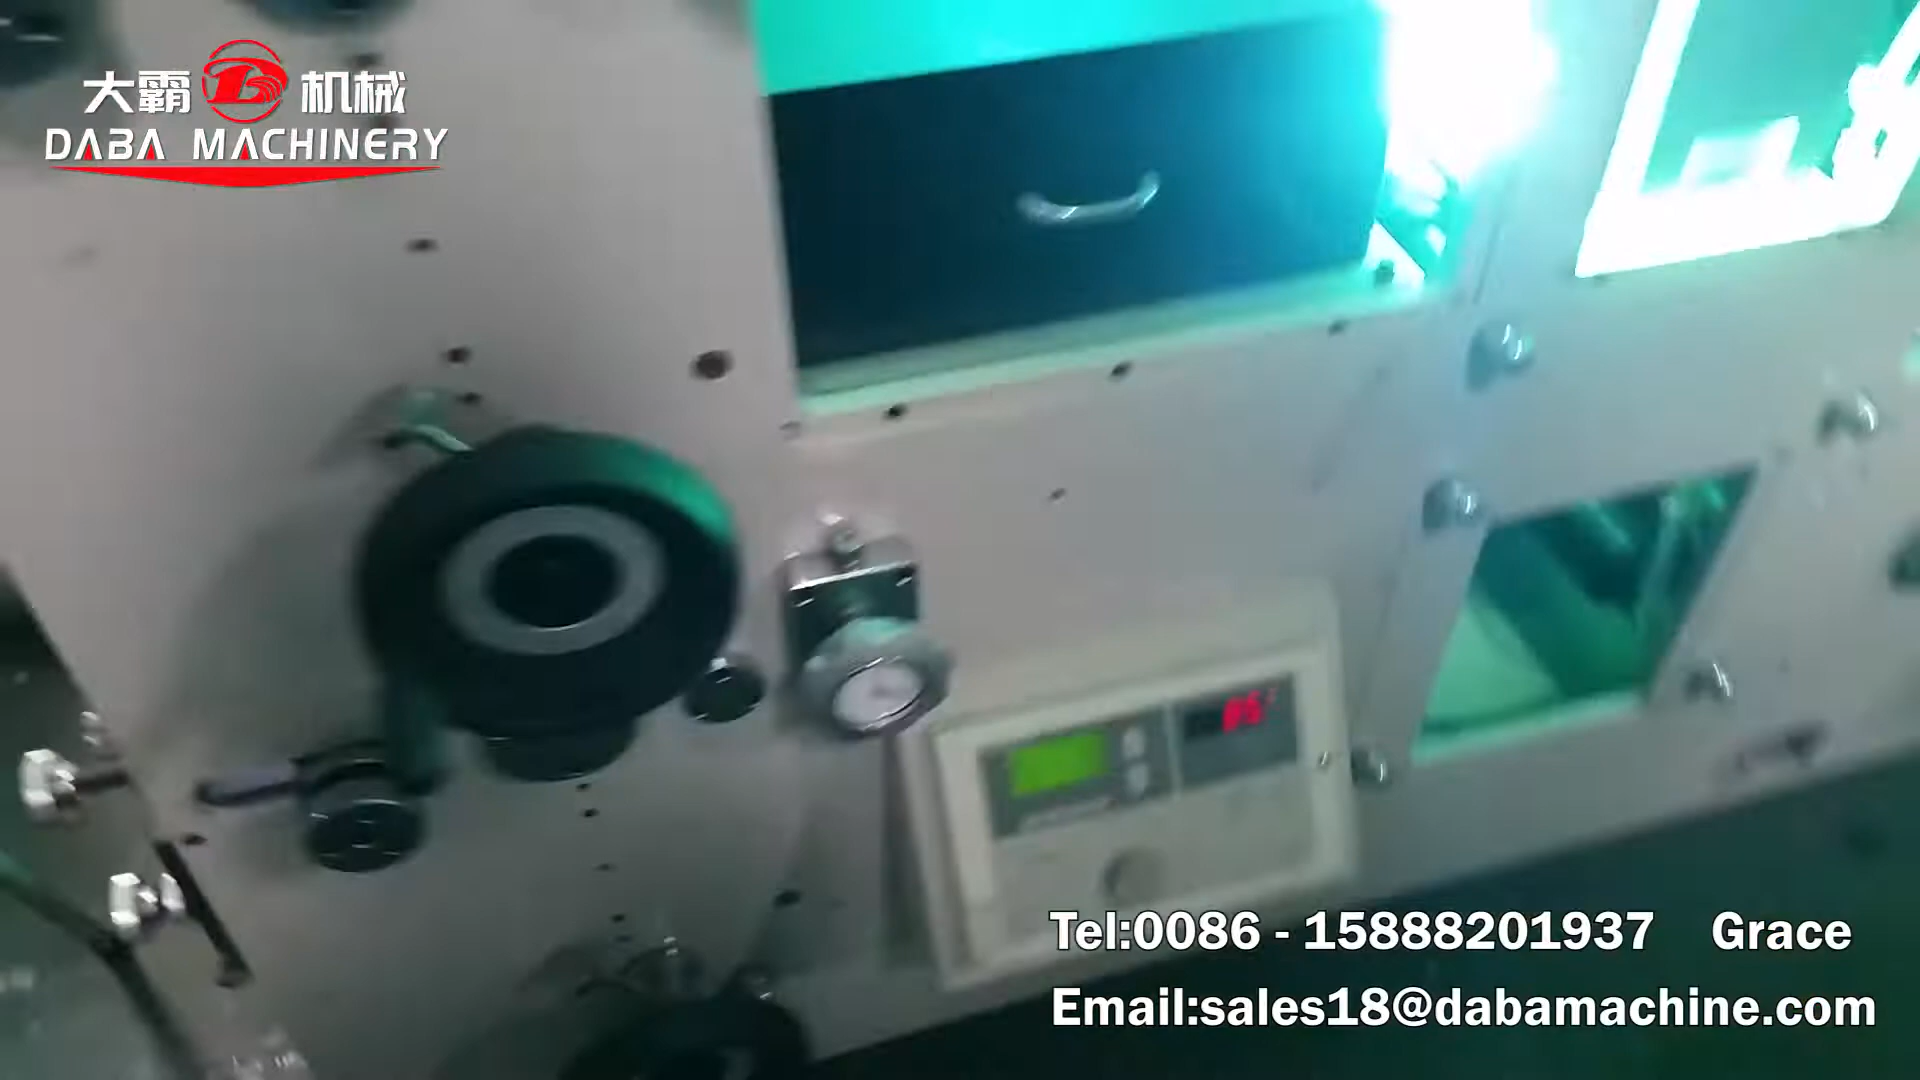 大霸 机械
DABA MACHINERY
Tel:0086 - 15888201937 Grace
Email:sales18@dabamachine.com